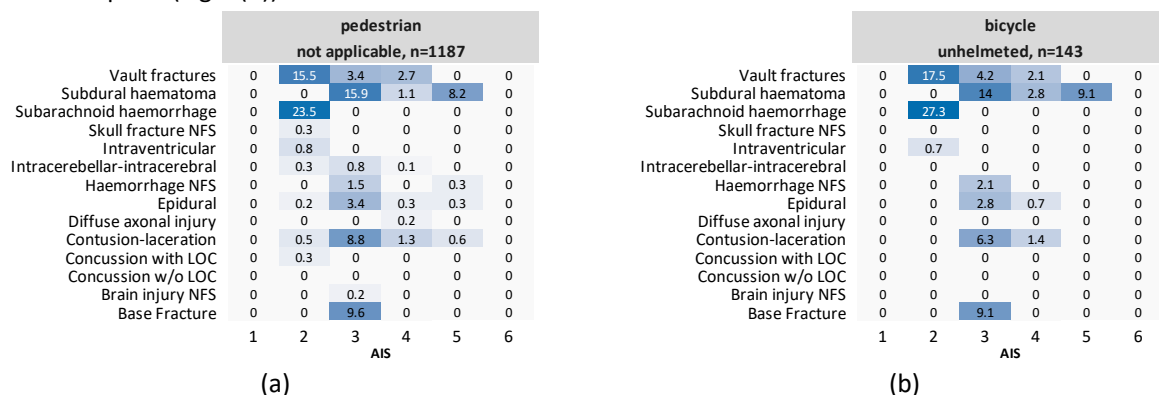 pedestrian
not applicable, n=1187
Vault fractures 0 15.5 3.4 2.7 0 0
Subdural haematoma 0 0 15.9 1.1 8.2 0
Subarachnoid haemorrhage 0 23.5 0 0 0 0
Skull fracture NFS 0 0.3 0 0 0 0
Intraventricular 0 0.8 0 0 0 0
Intracerebellar-intracerebral 0 0.3 0.8 0.1 0 0
Haemorrhage NFS 0 0 1.5 0 0.3 0
Epidural 0 0.2 3.4 0.3 0.3 0
Diffuse axonal injury 0 0 0 0.2 0 0
Contusion-laceration 0 0.5 8.8 1.3 0.6 0
Concussion with LOC 0 0.3 0 0 0 0
Concussion w/o LOC 0 0 0 0 0 0
Brain injury NFS 0 0 0.2 0 0 0
Base Fracture 0 0 9.6 0 0 0
1 2 3 4 5 6
AIS
(a)
bicycle
unhelmeted, n=143
Vault fractures 0 17.5 4.2 2.1 0 0
Subdural haematoma 0 0 14 2.8 9.1 0
Subarachnoid haemorrhage 0 27.3 0 0 0 0
Skull fracture NFS 0 0 0 0 0 0
Intraventricular 0 0.7 0 0 0 0
Intracerebellar-intracerebral 0 0 0 0 0 0
Haemorrhage NFS 0 0 2.1 0 0 0
Epidural 0 0 2.8 0.7 0 0
Diffuse axonal injury 0 0 0 0 0 0
Contusion-laceration 0 0 6.3 1.4 0 0
Concussion with LOC 0 0 0 0 0 0
Concussion w/o LOC 0 0 0 0 0 0
Brain injury NFS 0 0 0 0 0 0
Base Fracture 0 0 9.1 0 0 0
1 2 3 4 5 6
AIS
(b)